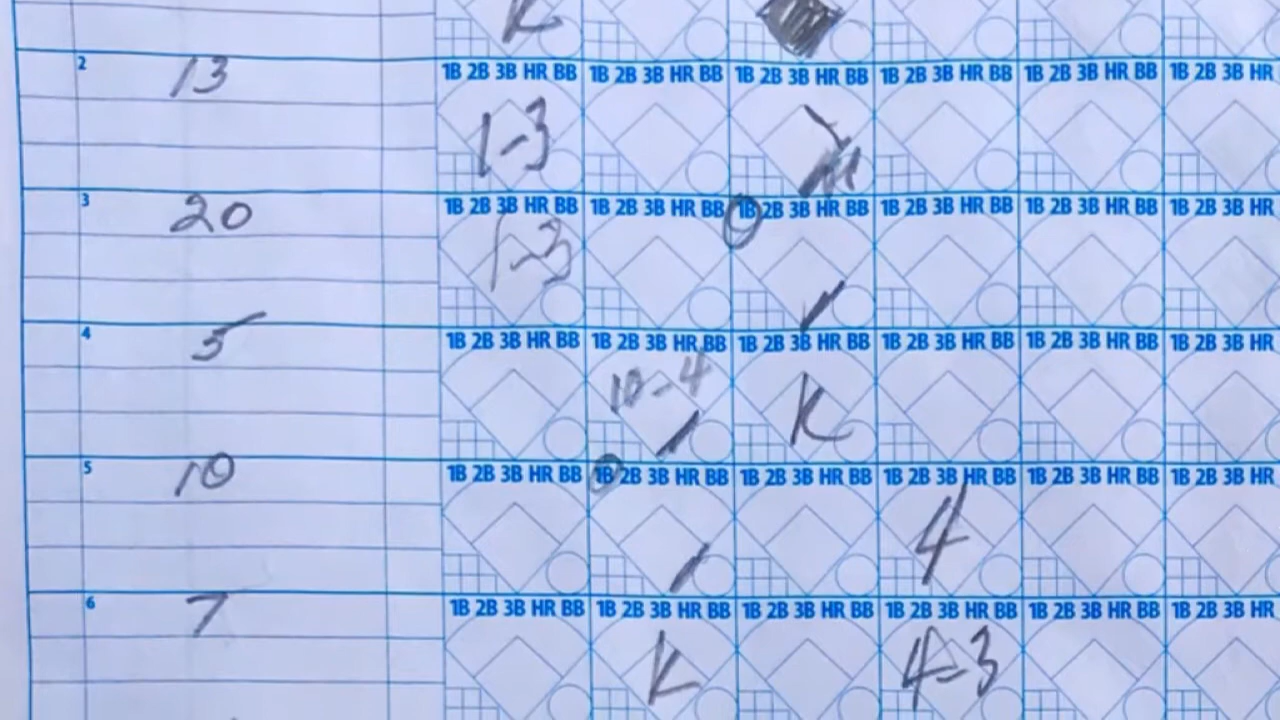 K
2 13 1B 2B 3B HR BB 1B 2B 3B HR BB 1B 2B 3B HR BB 1B 2B 3B HR BB 1B 2B 3B HR BB 1B 2B 3B HR
1-3
3 20 1B 2B 3B HR BB 1B 2B 3B HR BB 1B 2B 3B HR BB 1B 2B 3B HR BB 1B 2B 3B HR BB 1B 2B 3B HR
1-3
4 5 1B 2B 3B HR BB 1B 2B 3B HR BB 1B 2B 3B HR BB 1B 2B 3B HR BB 1B 2B 3B HR BB 1B 2B 3B HR
10-4 K
5 10 1B 2B 3B HR BB 1B 2B 3B HR BB 1B 2B 3B HR BB 1B 2B 3B HR BB 1B 2B 3B HR BB 1B 2B 3B HR
4
6 7 1B 2B 3B HR BB 1B 2B 3B HR BB 1B 2B 3B HR BB 1B 2B 3B HR BB 1B 2B 3B HR BB 1B 2B 3B HR
K 4-3